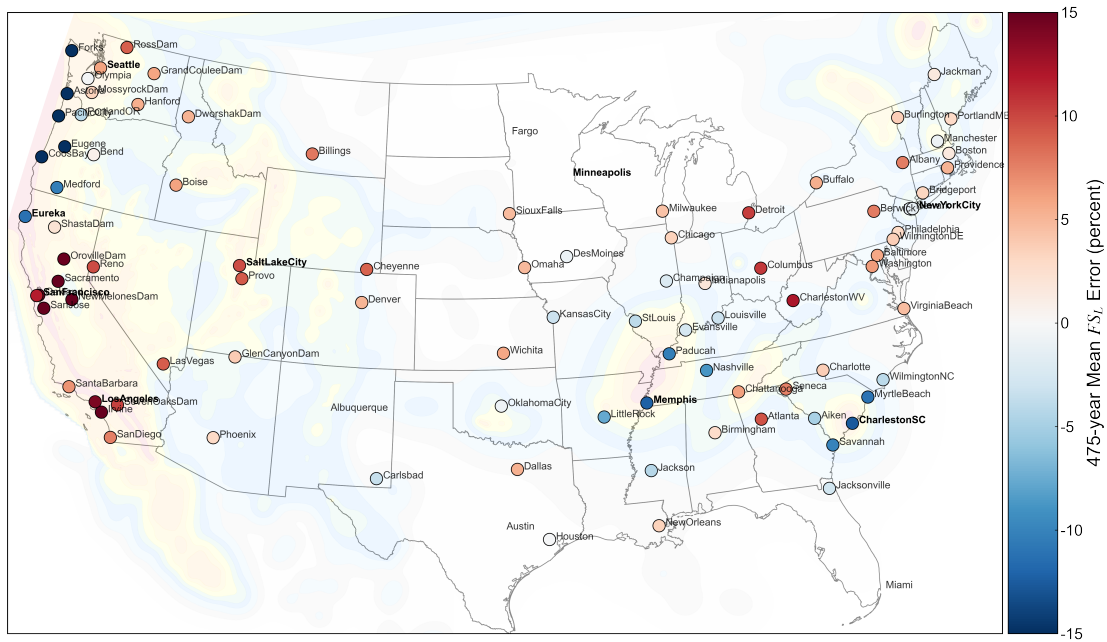 Forks
RossDam
Seattle
Olympia
GrandCouleeDam
Astoria
MossyrockDam
Hanford
PacificCity
PortlandOR
DworshakDam
Eugene
CoosBay
Bend
Medford
Boise
Billings
Eureka
ShastaDam
OrovilleDam
Reno
Sacramento
SanFrancisco
NewMelonesDam
SanJose
SaltLakeCity
Provo
Cheyenne
Denver
LasVegas
GlenCanyonDam
SantaBarbara
LosAngeles
SevenOaksDam
Irvine
SanDiego
Phoenix
Albuquerque
Carlsbad
Fargo
Minneapolis
SiouxFalls
Omaha
DesMoines
KansasCity
Wichita
OklahomaCity
Dallas
Austin
Houston
Milwaukee
Chicago
Champaign
Indianapolis
StLouis
Evansville
Louisville
Paducah
Nashville
Memphis
LittleRock
Jackson
NewOrleans
Birmingham
Chattanooga
Seneca
Atlanta
Charlotte
Aiken
WilmingtonNC
MyrtleBeach
CharlestonSC
Savannah
Jacksonville
Miami
Detroit
Columbus
CharlestonWV
Buffalo
Jackman
Burlington
PortlandME
Manchester
Boston
Albany
Providence
Bridgeport
Berwick
NewYorkCity
Philadelphia
WilmingtonDE
Baltimore
Washington
VirginiaBeach
15
10
5
0
-5
-10
-15
475-year Mean FS_L Error (percent)